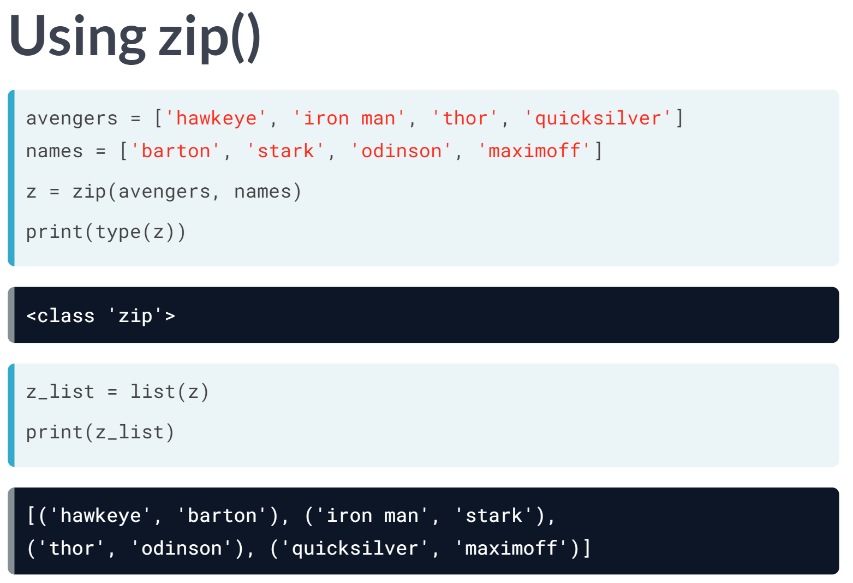 Using zip()
avengers = ['hawkeye', 'iron man', 'thor', 'quicksilver']
names = ['barton', 'stark', 'odinson', 'maximoff']
z = zip(avengers, names)
print(type(z))
<class 'zip'>
z_list = list(z)
print(z_list)
[('hawkeye', 'barton'), ('iron man', 'stark'),
('thor', 'odinson'), ('quicksilver', 'maximoff')]